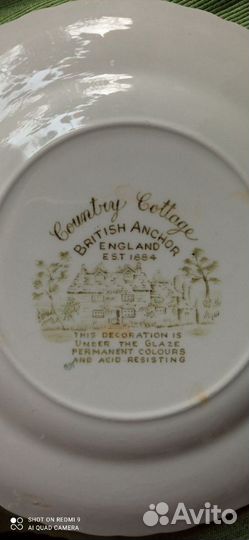 Country Cottage
BRITISH ANCHOR
ENGLAND
EST 1884
THIS DECORATION IS
UNDER THE GLAZE
PERMANENT COLOURS
AND ACID RESISTING
SHOT ON REDMI 9
AI QUAD CAMERA
Avito